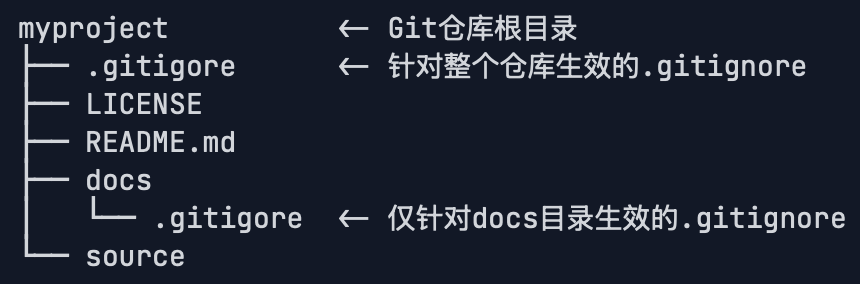 myproject           <- Git仓库根目录
├── .gitigore       <- 针对整个仓库生效的.gitignore
├── LICENSE
├── README.md
├── docs
│   └── .gitigore   <- 仅针对docs目录生效的.gitignore
└── source